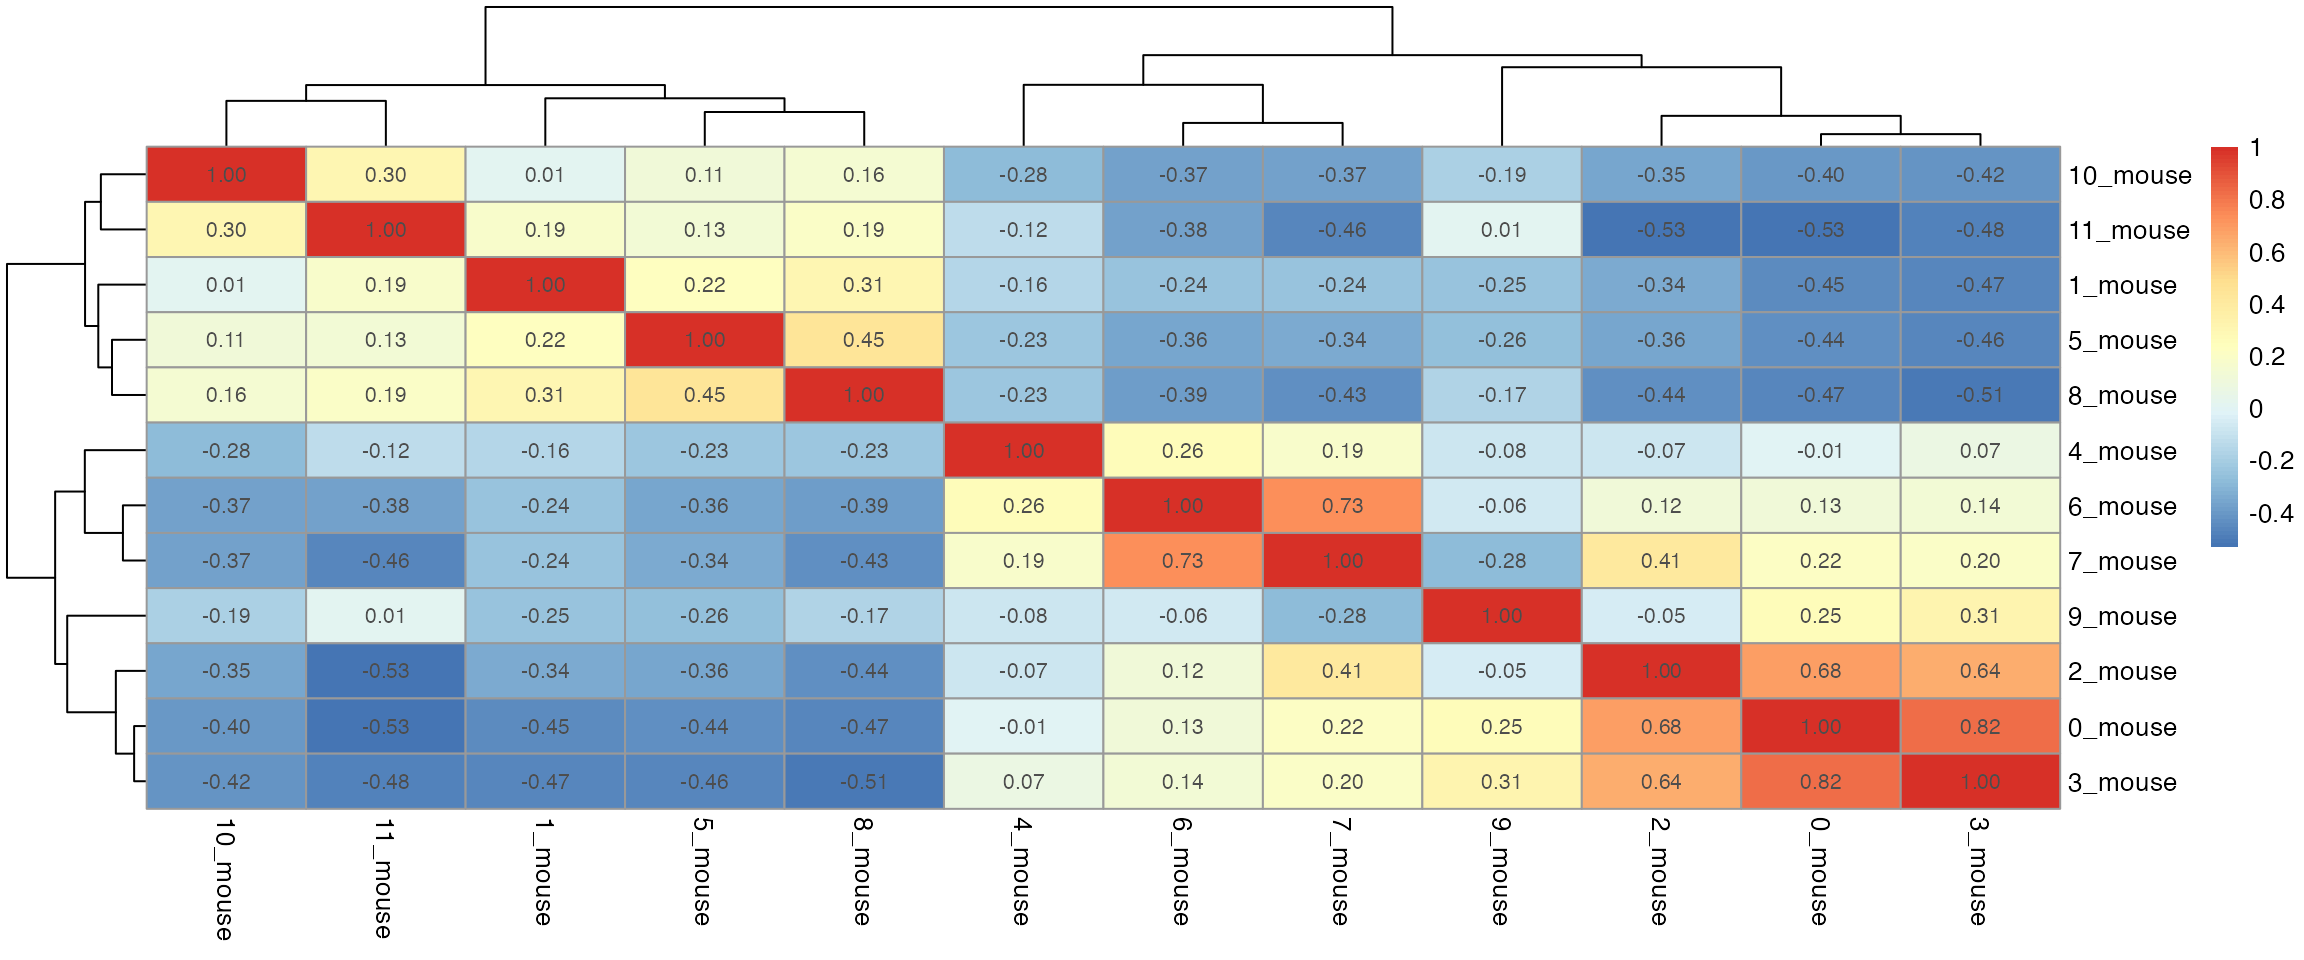 1.00 0.30 0.01 0.11 0.16 -0.28 -0.37 -0.37 -0.19 -0.35 -0.40 -0.42 10_mouse
0.30 1.00 0.19 0.13 0.19 -0.12 -0.38 -0.46 0.01 -0.53 -0.53 -0.48 11_mouse
0.01 0.19 1.00 0.22 0.31 -0.16 -0.24 -0.24 -0.25 -0.34 -0.45 -0.47 1_mouse
0.11 0.13 0.22 1.00 0.45 -0.23 -0.36 -0.34 -0.26 -0.36 -0.44 -0.46 5_mouse
0.16 0.19 0.31 0.45 1.00 -0.23 -0.39 -0.43 -0.17 -0.44 -0.47 -0.51 8_mouse
-0.28 -0.12 -0.16 -0.23 -0.23 1.00 0.26 0.19 -0.08 -0.07 -0.01 0.07 4_mouse
-0.37 -0.38 -0.24 -0.36 -0.39 0.26 1.00 0.73 -0.06 0.12 0.13 0.14 6_mouse
-0.37 -0.46 -0.24 -0.34 -0.43 0.19 0.73 1.00 -0.28 0.41 0.22 0.20 7_mouse
-0.19 0.01 -0.25 -0.26 -0.17 -0.08 -0.06 -0.28 1.00 -0.05 0.25 0.31 9_mouse
-0.35 -0.53 -0.34 -0.36 -0.44 -0.07 0.12 0.41 -0.05 1.00 0.68 0.64 2_mouse
-0.40 -0.53 -0.45 -0.44 -0.47 -0.01 0.13 0.22 0.25 0.68 1.00 0.82 0_mouse
-0.42 -0.48 -0.47 -0.46 -0.51 0.07 0.14 0.20 0.31 0.64 0.82 1.00 3_mouse
10_mouse 11_mouse 1_mouse 5_mouse 8_mouse 4_mouse 6_mouse 7_mouse 9_mouse 2_mouse 0_mouse 3_mouse
1
0.8
0.6
0.4
0.2
0
-0.2
-0.4